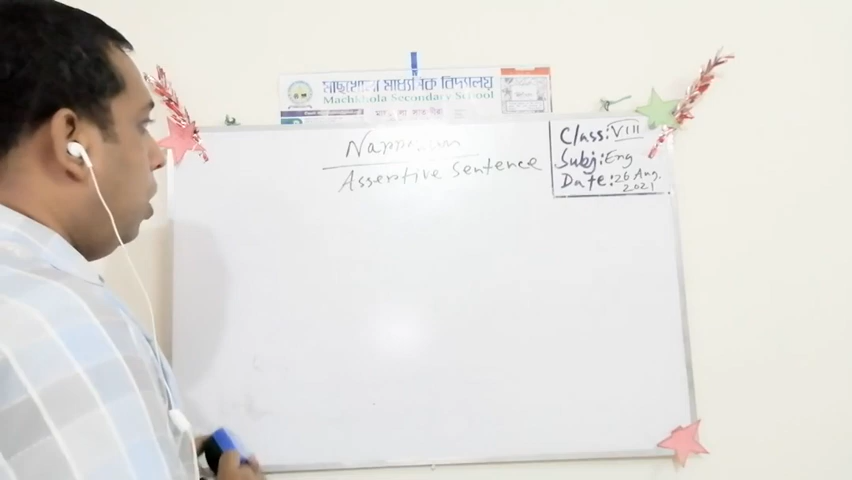 মাছখোলা মাধ্যমিক বিদ্যালয়
Machkhola Secondary School
Assertive Sentence
Class: VIII
Subj: Eng
Date: 26 Aug.
2021